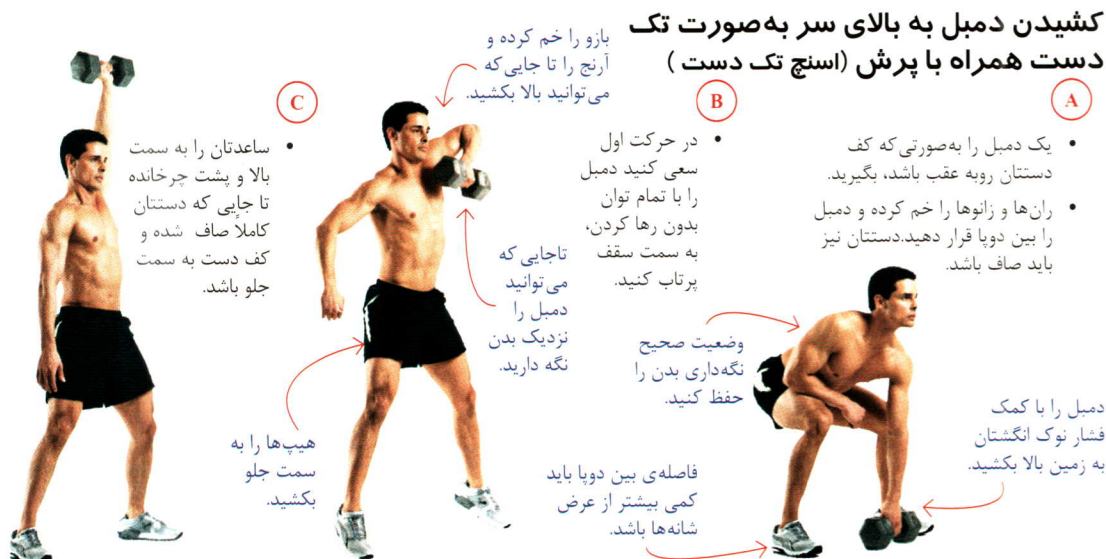 کشیدن دمبل به بالای سر به‌صورت تک
دست همراه با پرش (اسنچ تک دست )
A
• یک دمبل را به‌صورتی‌که کف
دستتان روبه عقب باشد، بگیرید.
• ران‌ها و زانوها را خم کرده و دمبل
را بین دوپا قرار دهید.دستتان نیز
باید صاف باشد.
وضعیت صحیح
نگه‌داری بدن را
حفظ کنید.
دمبل را با کمک
فشار نوک انگشتان
به زمین بالا بکشید.
فاصله‌ی بین دوپا باید
کمی بیشتر از عرض
شانه‌ها باشد.
B
• در حرکت اول
سعی کنید دمبل
را با تمام توان
بدون رها کردن،
به سمت سقف
پرتاب کنید.
بازو را خم کرده و
آرنج را تا جایی‌که
می‌توانید بالا بکشید.
تاجایی که
می‌توانید
دمبل را
نزدیک بدن
نگه دارید.
هیپ‌ها را به
سمت جلو
بکشید.
C
• ساعدتان را به سمت
بالا و پشت چرخانده
تا جایی که دستتان
کاملاً صاف شده و
کف دست به سمت
جلو باشد.